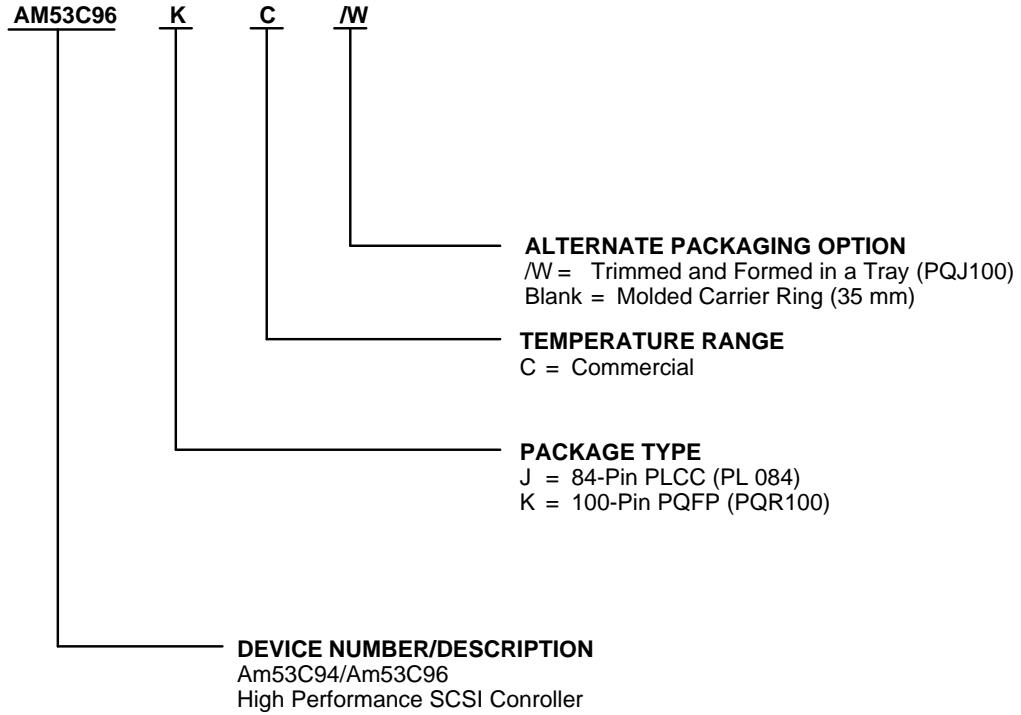 AM53C96 K C /W
ALTERNATE PACKAGING OPTION
/W = Trimmed and Formed in a Tray (PQJ100)
Blank = Molded Carrier Ring (35 mm)
TEMPERATURE RANGE
C = Commercial
PACKAGE TYPE
J = 84-Pin PLCC (PL 084)
K = 100-Pin PQFP (PQR100)
DEVICE NUMBER/DESCRIPTION
Am53C94/Am53C96
High Performance SCSI Conroller